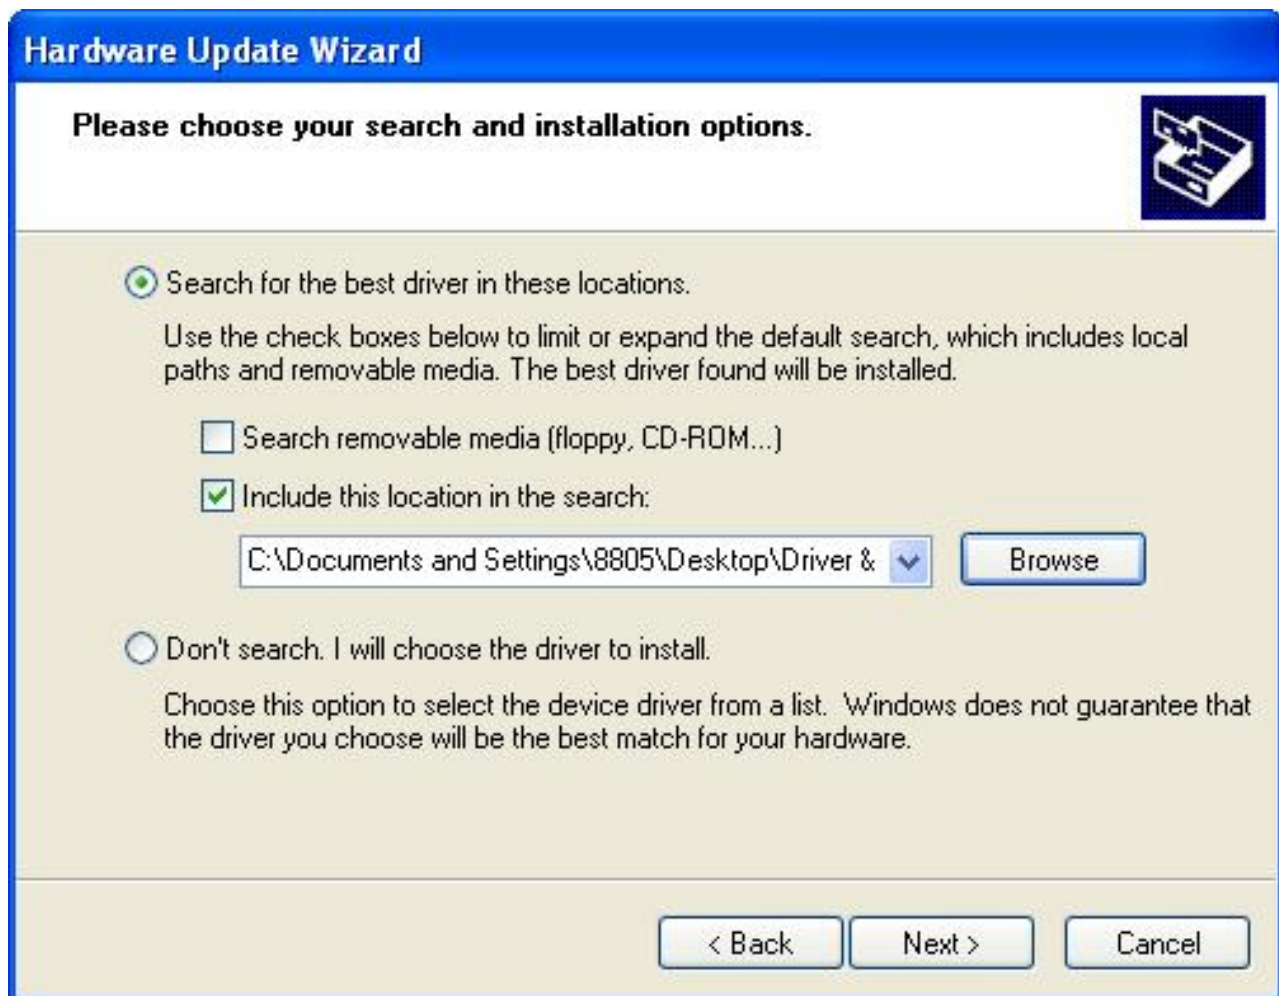 Hardware Update Wizard
Please choose your search and installation options.
Search for the best driver in these locations.
Use the check boxes below to limit or expand the default search, which includes local
paths and removable media. The best driver found will be installed.
Search removable media (floppy, CD-ROM...)
Include this location in the search:
C:\Documents and Settings\8805\Desktop\Driver &
Browse
Don't search. I will choose the driver to install.
Choose this option to select the device driver from a list.  Windows does not guarantee that
the driver you choose will be the best match for your hardware.
< Back
Next >
Cancel